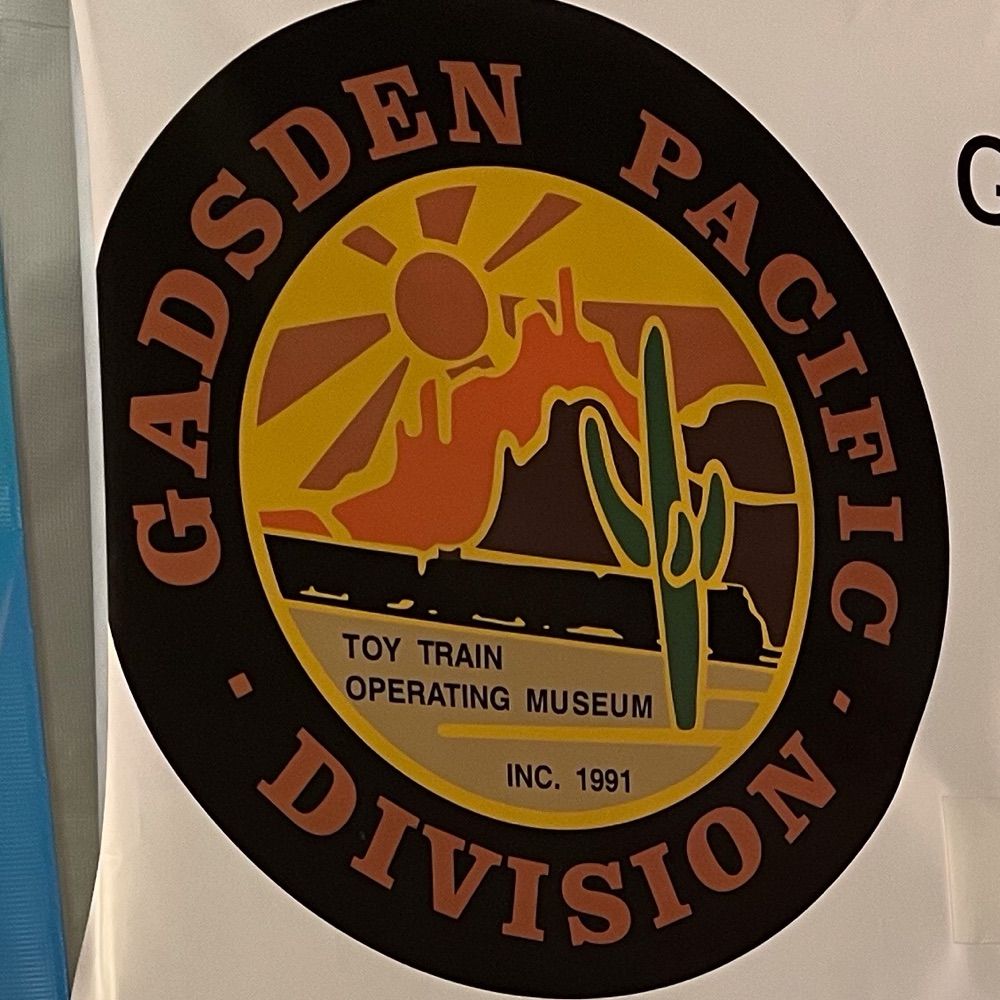 GADSDEN PACIFIC
DIVISION
TOY TRAIN
OPERATING MUSEUM
INC. 1991
G